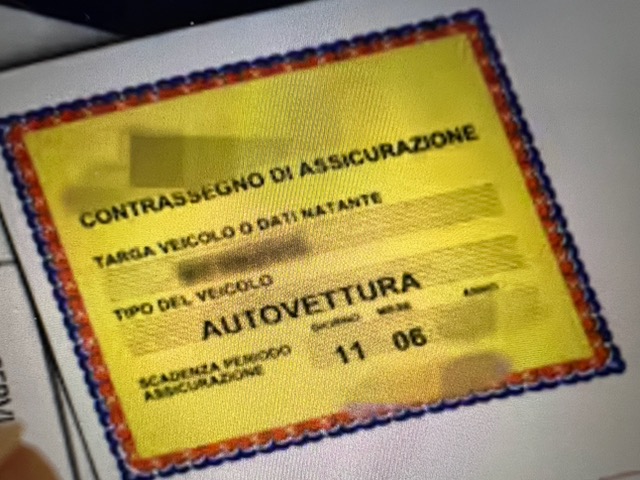 CONTRASSEGNO DI ASSICURAZIONE
TARGA VEICOLO O DATI NATANTE
TIPO DEL VEICOLO
AUTOVETTURA
GIORNO MESE ANNO
SCADENZA PERIODO
ASSICURAZIONE
11 06